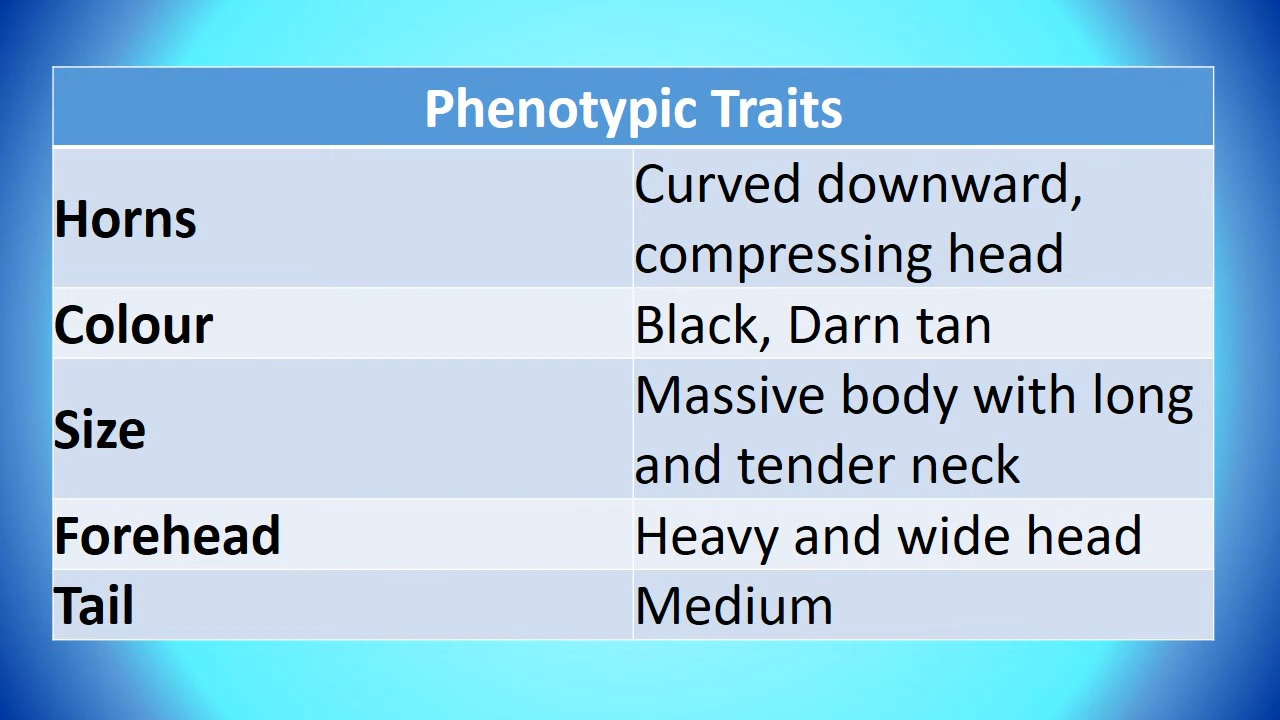 Phenotypic Traits
Horns
Curved downward,
compressing head
Colour
Black, Darn tan
Size
Massive body with long
and tender neck
Forehead
Heavy and wide head
Tail
Medium